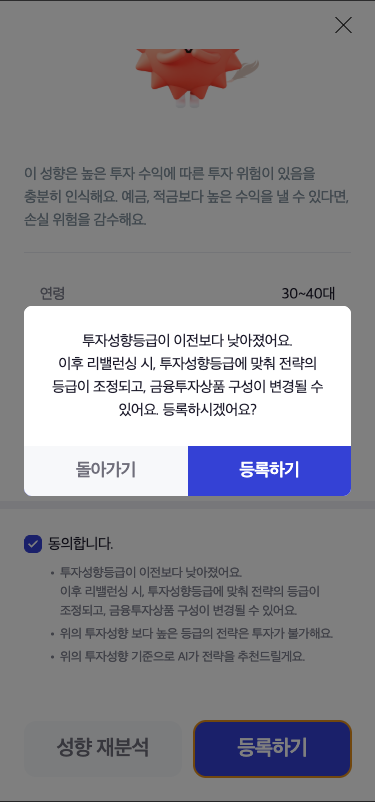 이 성향은 높은 투자 수익에 따른 투자 위험이 있음을
충분히 인식해요. 예금, 적금보다 높은 수익을 낼 수 있다면,
손실 위험을 감수해요.
연령 30~40대
투자성향등급이 이전보다 낮아졌어요.
이후 리밸런싱 시, 투자성향등급에 맞춰 전략의
등급이 조정되고, 금융투자상품 구성이 변경될 수
있어요. 등록하시겠어요?
돌아가기 등록하기
동의합니다.
• 투자성향등급이 이전보다 낮아졌어요.
이후 리밸런싱 시, 투자성향등급에 맞춰 전략의 등급이
조정되고, 금융투자상품 구성이 변경될 수 있어요.
• 위의 투자성향 보다 높은 등급의 전략은 투자가 불가해요.
• 위의 투자성향 기준으로 AI가 전략을 추천드릴게요.
성향 재분석 등록하기